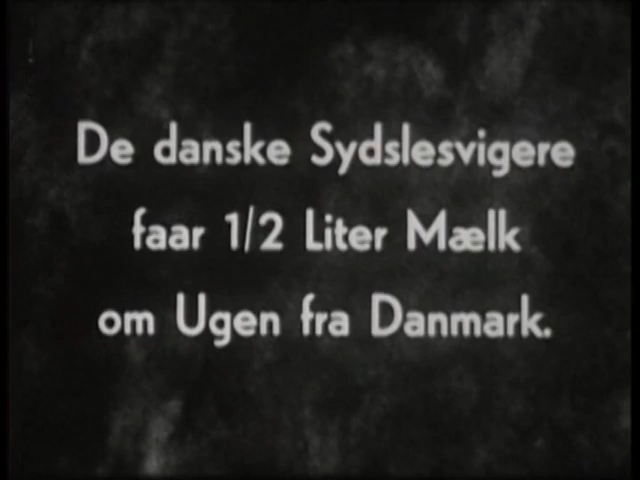 De danske Sydslesvigere
faar 1/2 Liter Mælk
om Ugen fra Danmark.